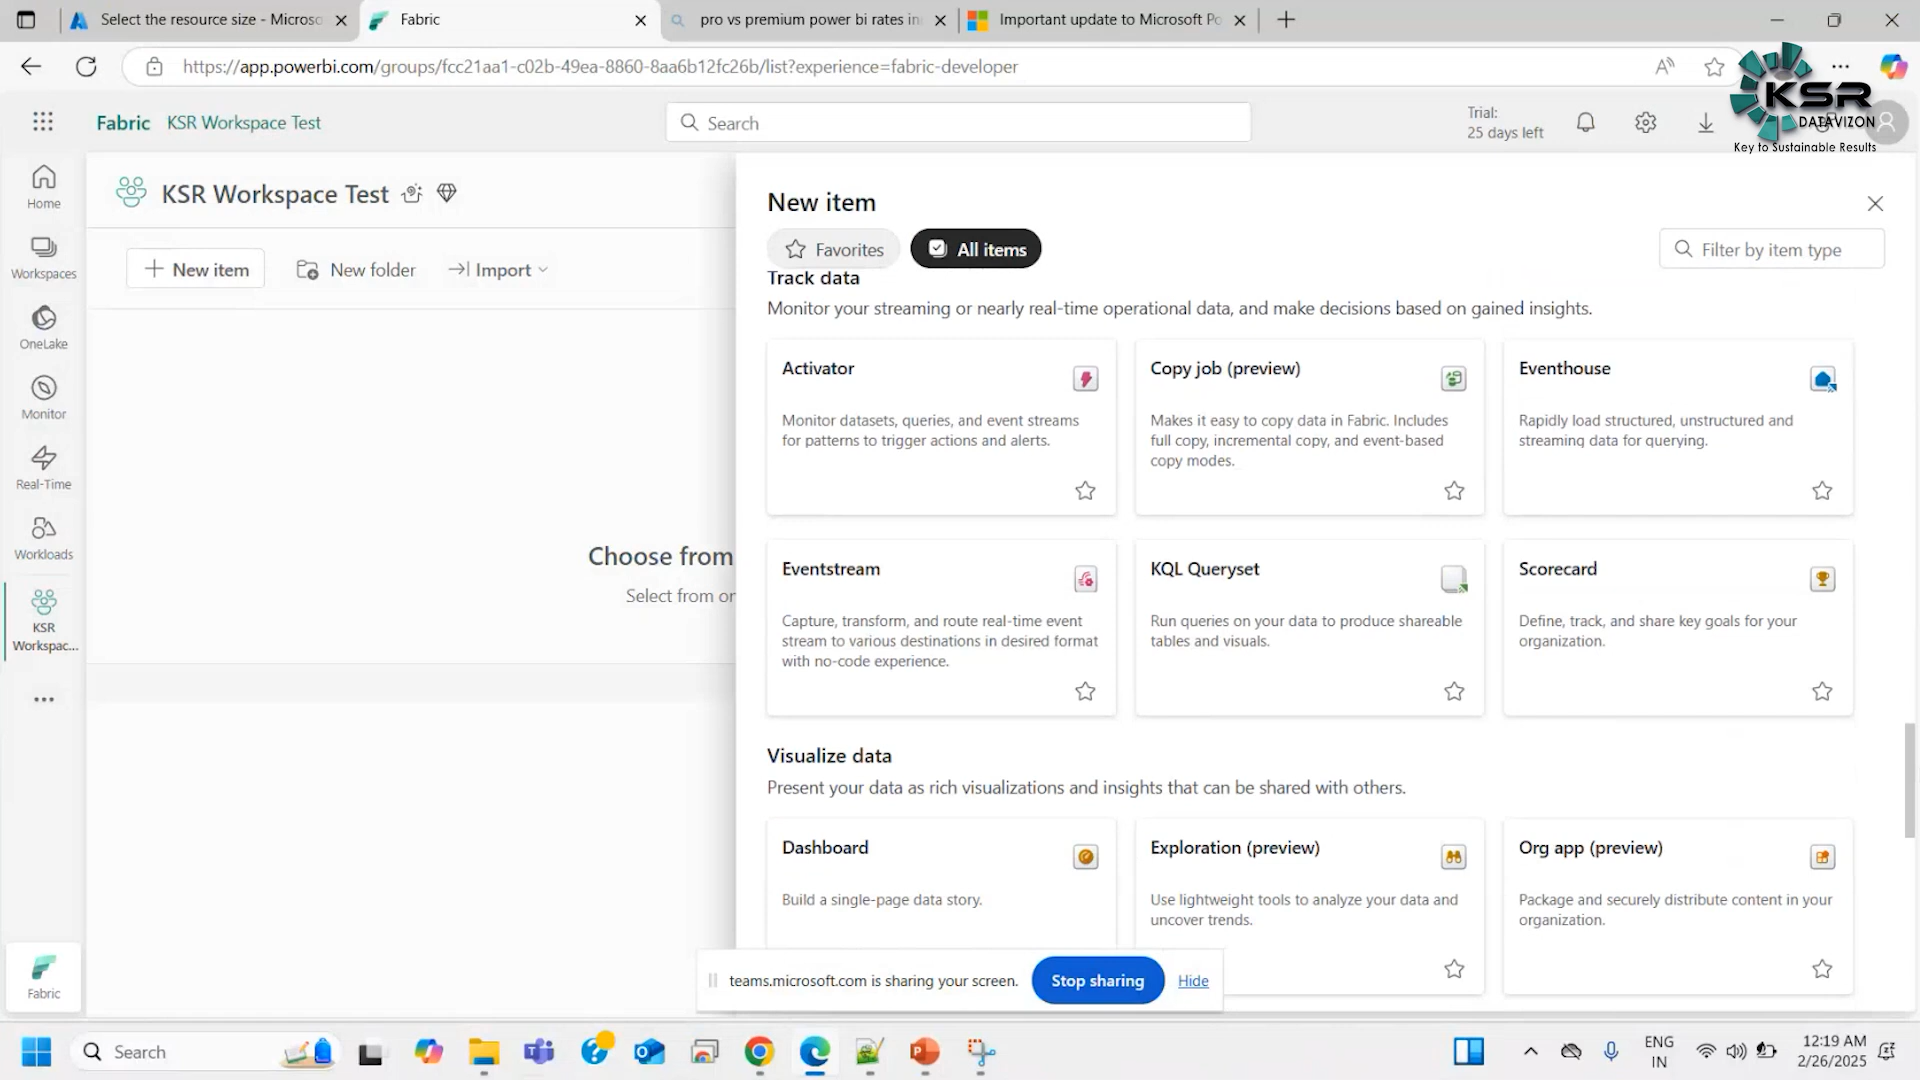 Select the resource size - Microso
Fabric
pro vs premium power bi rates in
Important update to Microsoft Po
https://app.powerbi.com/groups/fcc21aa1-c02b-49ea-8860-8aa6b12fc26b/list?experience=fabric-developer
KSR
DATAVIZON
Key to Sustainable Results
Fabric
KSR Workspace Test
Search
Trial:
25 days left
Home
Workspaces
OneLake
Monitor
Real-Time
Workloads
KSR
Workspac...
Fabric
KSR Workspace Test
New item
New folder
Import
Choose from
Select from or
New item
Favorites
All items
Filter by item type
Track data
Monitor your streaming or nearly real-time operational data, and make decisions based on gained insights.
Activator
Monitor datasets, queries, and event streams
for patterns to trigger actions and alerts.
Copy job (preview)
Makes it easy to copy data in Fabric. Includes
full copy, incremental copy, and event-based
copy modes.
Eventhouse
Rapidly load structured, unstructured and
streaming data for querying.
Eventstream
Capture, transform, and route real-time event
stream to various destinations in desired format
with no-code experience.
KQL Queryset
Run queries on your data to produce shareable
tables and visuals.
Scorecard
Define, track, and share key goals for your
organization.
Visualize data
Present your data as rich visualizations and insights that can be shared with others.
Dashboard
Build a single-page data story.
Exploration (preview)
Use lightweight tools to analyze your data and
uncover trends.
Org app (preview)
Package and securely distribute content in your
organization.
teams.microsoft.com is sharing your screen.
Stop sharing
Hide
Search
ENG
IN
12:19 AM
2/26/2025